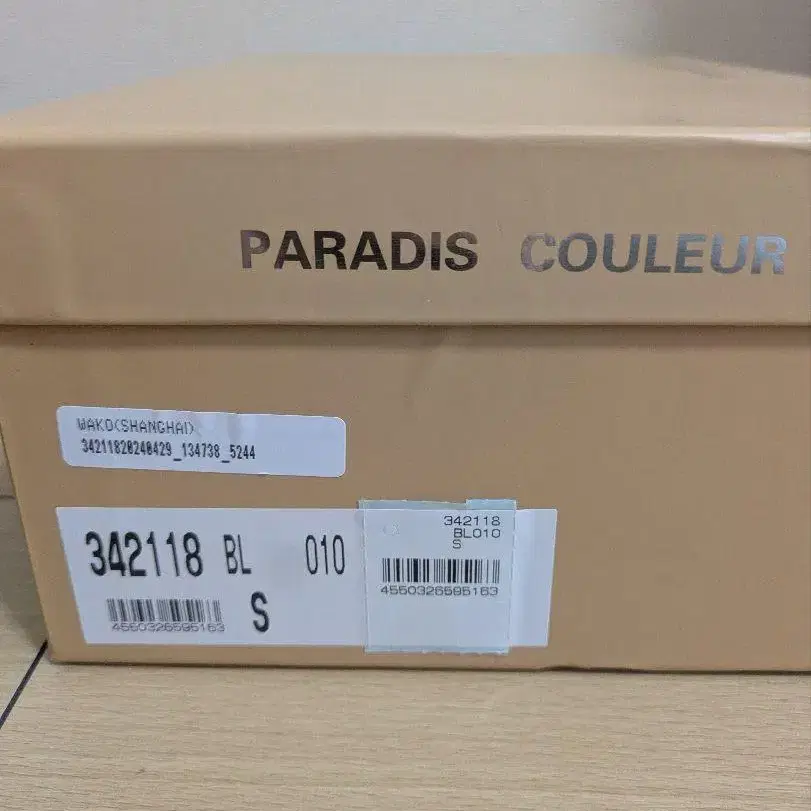 PARADIS COULEUR
WAKO(SHANGHAI)
34211820240429_134738_5244
342118 BL 010
4550326595163
S
342118
BL010
S
4550326595163